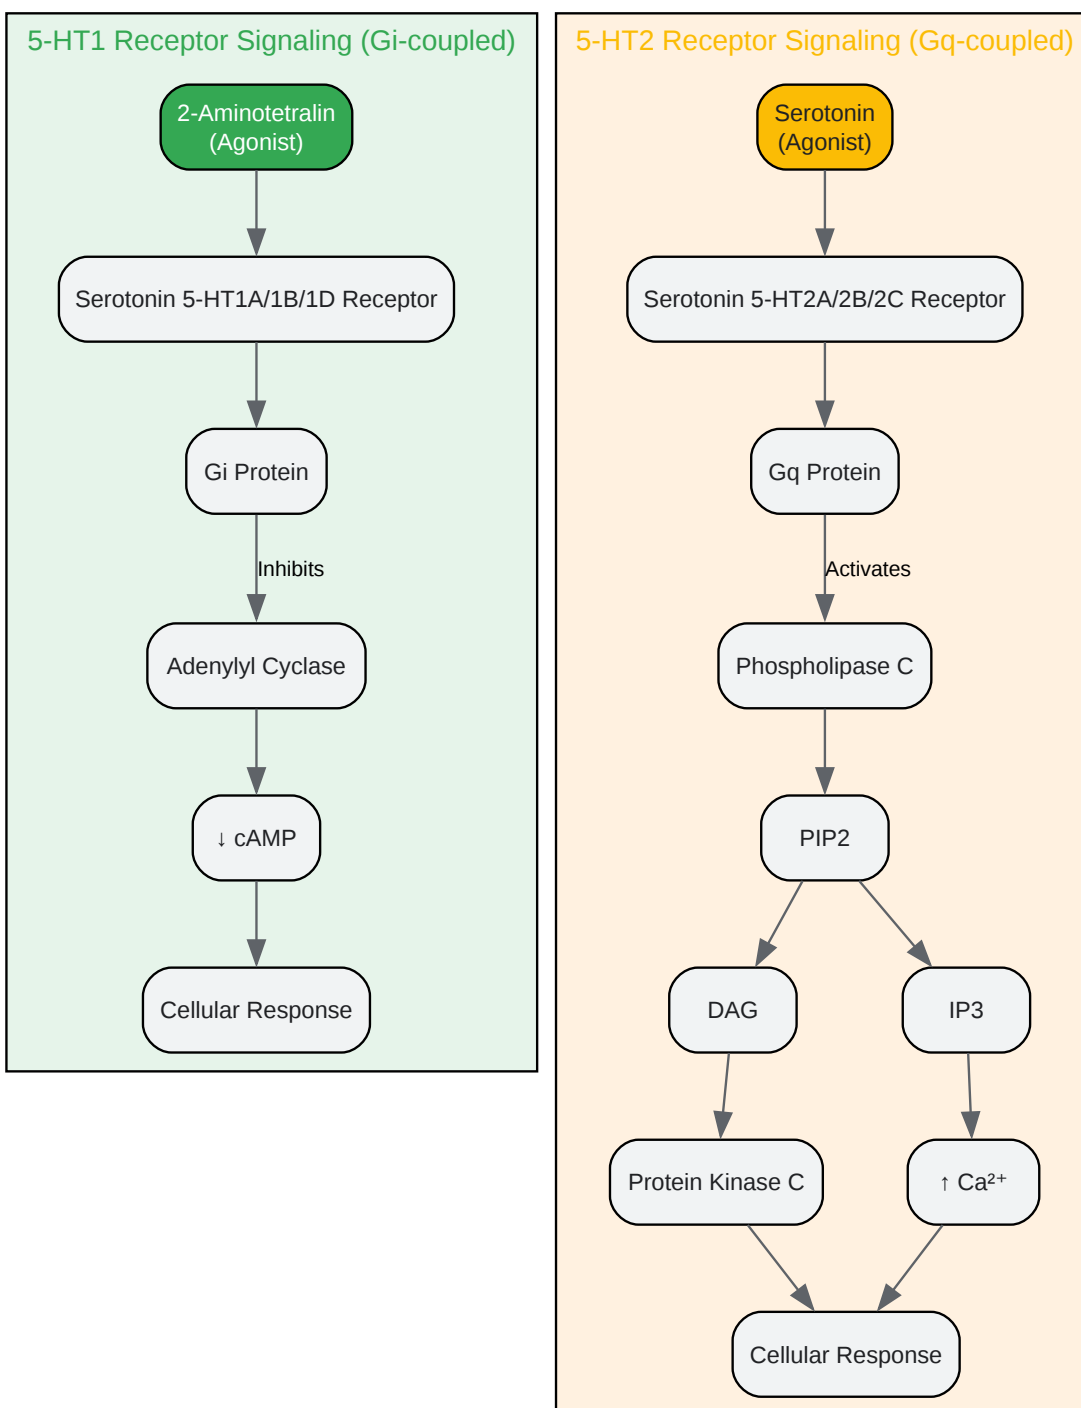 5-HT1 Receptor Signaling (Gi-coupled)
2-Aminotetralin
(Agonist)
Serotonin 5-HT1A/1B/1D Receptor
Gi Protein
Inhibits
Adenylyl Cyclase
↓ cAMP
Cellular Response
5-HT2 Receptor Signaling (Gq-coupled)
Serotonin
(Agonist)
Serotonin 5-HT2A/2B/2C Receptor
Gq Protein
Activates
Phospholipase C
PIP2
DAG
IP3
Protein Kinase C
↑ Ca²⁺
Cellular Response